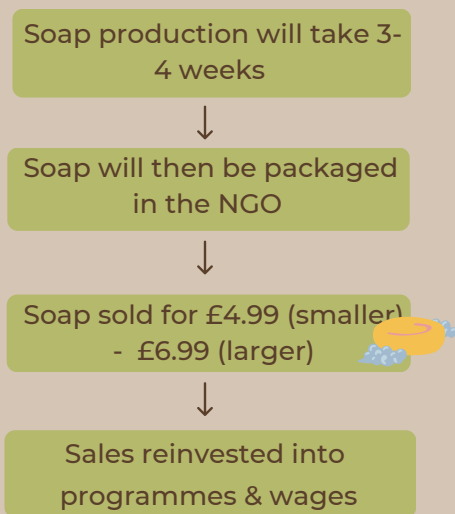 Soap production will take 3-
4 weeks
Soap will then be packaged
in the NGO
Soap sold for £4.99 (smaller)
- £6.99 (larger)
Sales reinvested into
programmes & wages